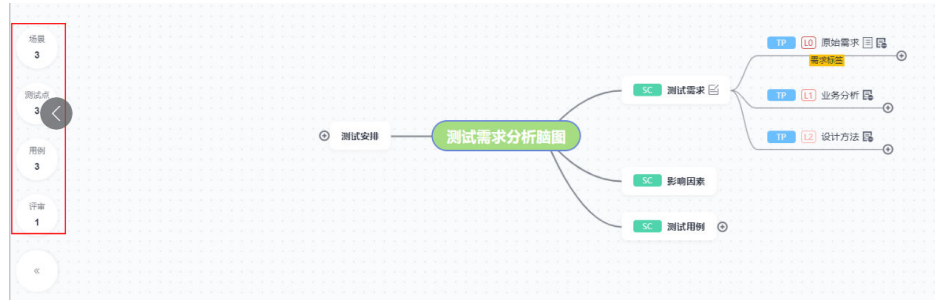 场景
3
测试点
3
用例
3
评审
1
测试安排
测试需求分析脑图
SC 测试需求
TP L0 原始需求
需求标签
TP L1 业务分析
TP L2 设计方法
SC 影响因素
SC 测试用例